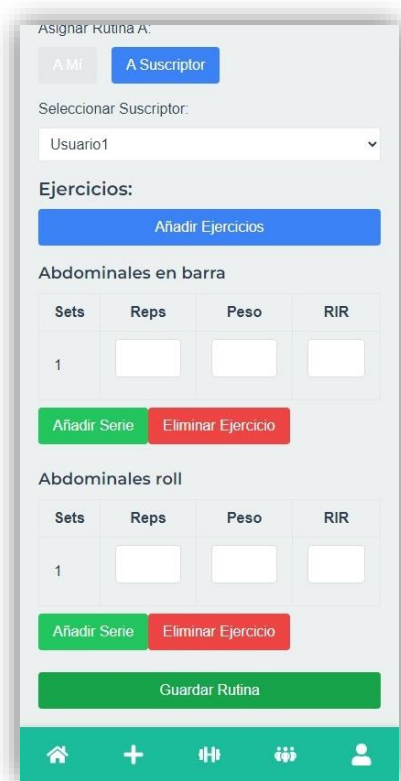 Asignar Rutina A:
A Mí A Suscriptor
Seleccionar Suscriptor:
Usuario1
Ejercicios:
Añadir Ejercicios
Abdominales en barra
Sets Reps Peso RIR
1
Añadir Serie Eliminar Ejercicio
Abdominales roll
Sets Reps Peso RIR
1
Añadir Serie Eliminar Ejercicio
Guardar Rutina